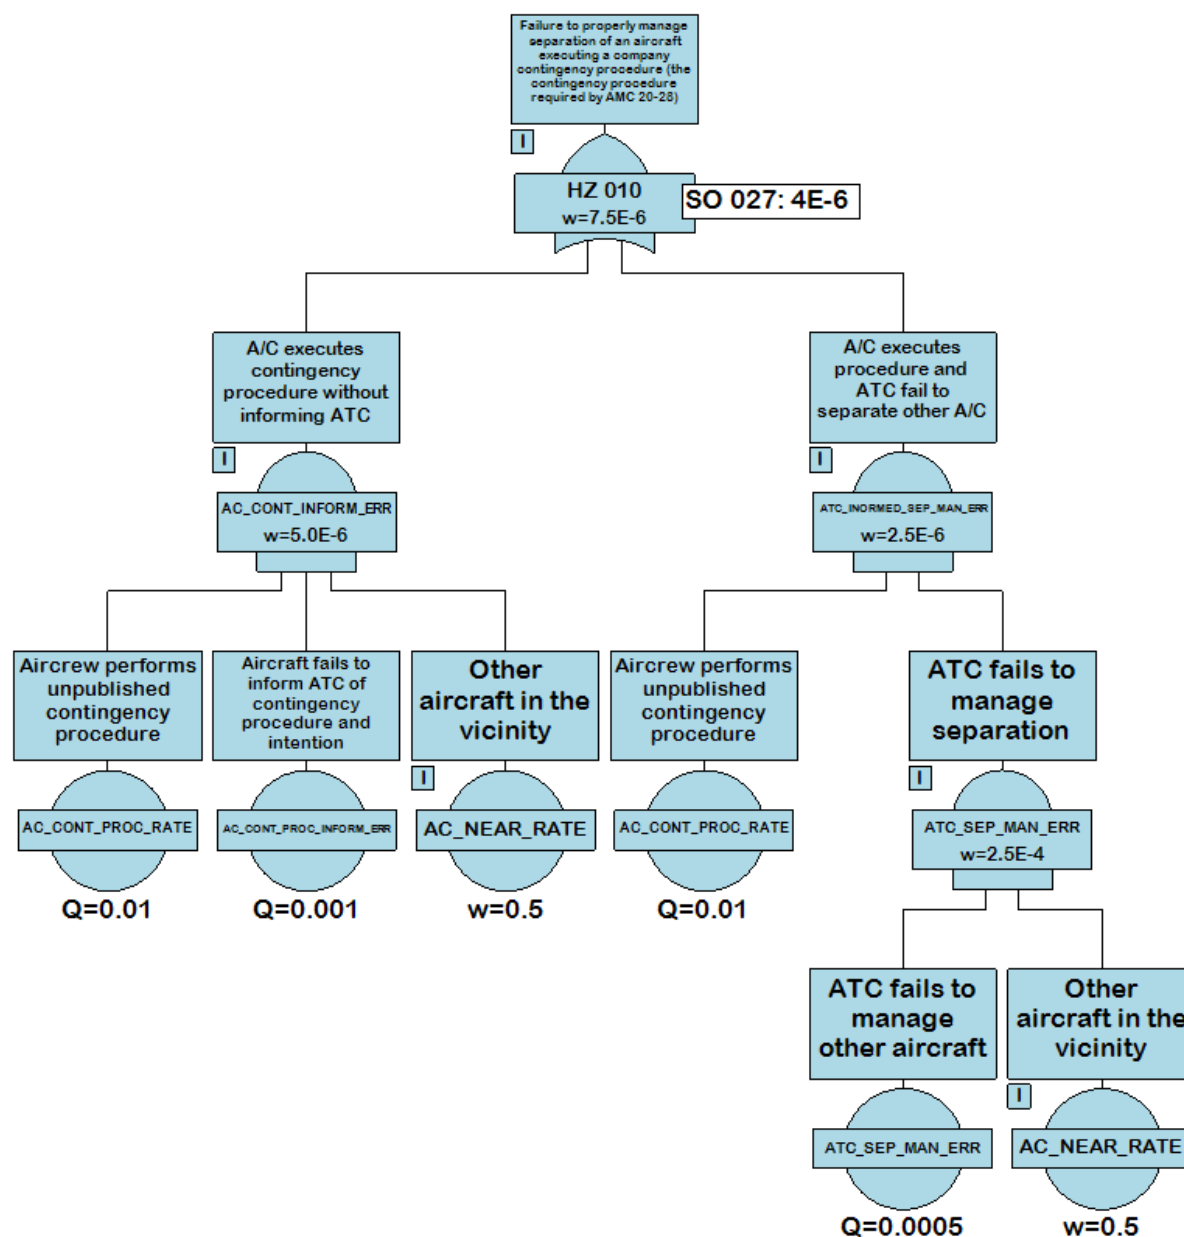 Failure to properly manage
separation of an aircraft
executing a company
contingency procedure (the
contingency procedure
required by AMC 20-28)
I
HZ 010
w=7.5E-6
SO 027: 4E-6
A/C executes
contingency
procedure without
informing ATC
I
AC_CONT_INFORM_ERR
w=5.0E-6
A/C executes
procedure and
ATC fail to
separate other A/C
I
ATC_INORMED_SEP_MAN_ERR
w=2.5E-6
Aircrew performs
unpublished
contingency
procedure
AC_CONT_PROC_RATE
Q=0.01
Aircraft fails to
inform ATC of
contingency
procedure and
intention
AC_CONT_PROC_INFORM_ERR
Q=0.001
Other
aircraft in the
vicinity
I
AC_NEAR_RATE
w=0.5
Aircrew performs
unpublished
contingency
procedure
AC_CONT_PROC_RATE
Q=0.01
ATC fails to
manage
separation
I
ATC_SEP_MAN_ERR
w=2.5E-4
ATC fails to
manage
other aircraft
ATC_SEP_MAN_ERR
Q=0.0005
Other
aircraft in the
vicinity
I
AC_NEAR_RATE
w=0.5